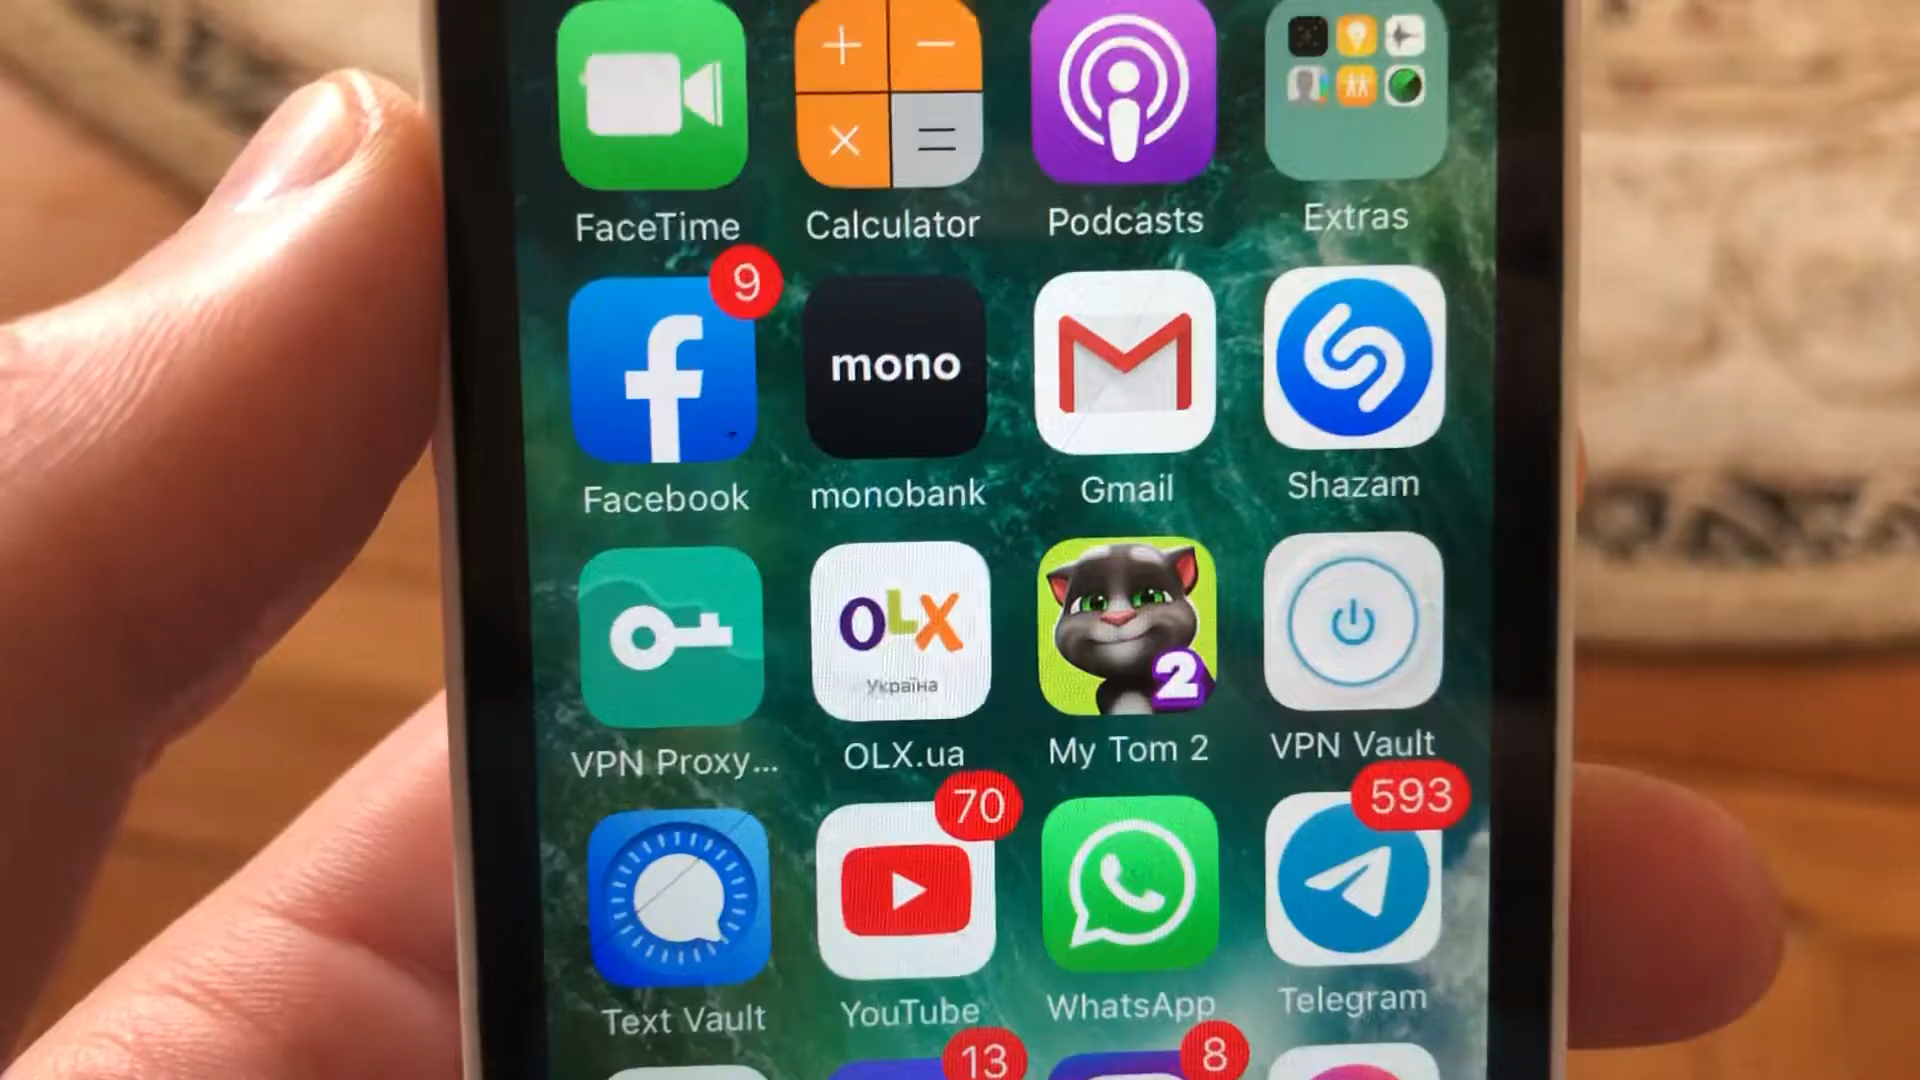 FaceTime
Calculator
Podcasts
Extras
9
mono
Facebook
monobank
Gmail
Shazam
OLX
Україна
2
VPN Proxy...
OLX.ua
My Tom 2
VPN Vault
70
593
Text Vault
YouTube
WhatsApp
Telegram
13
8